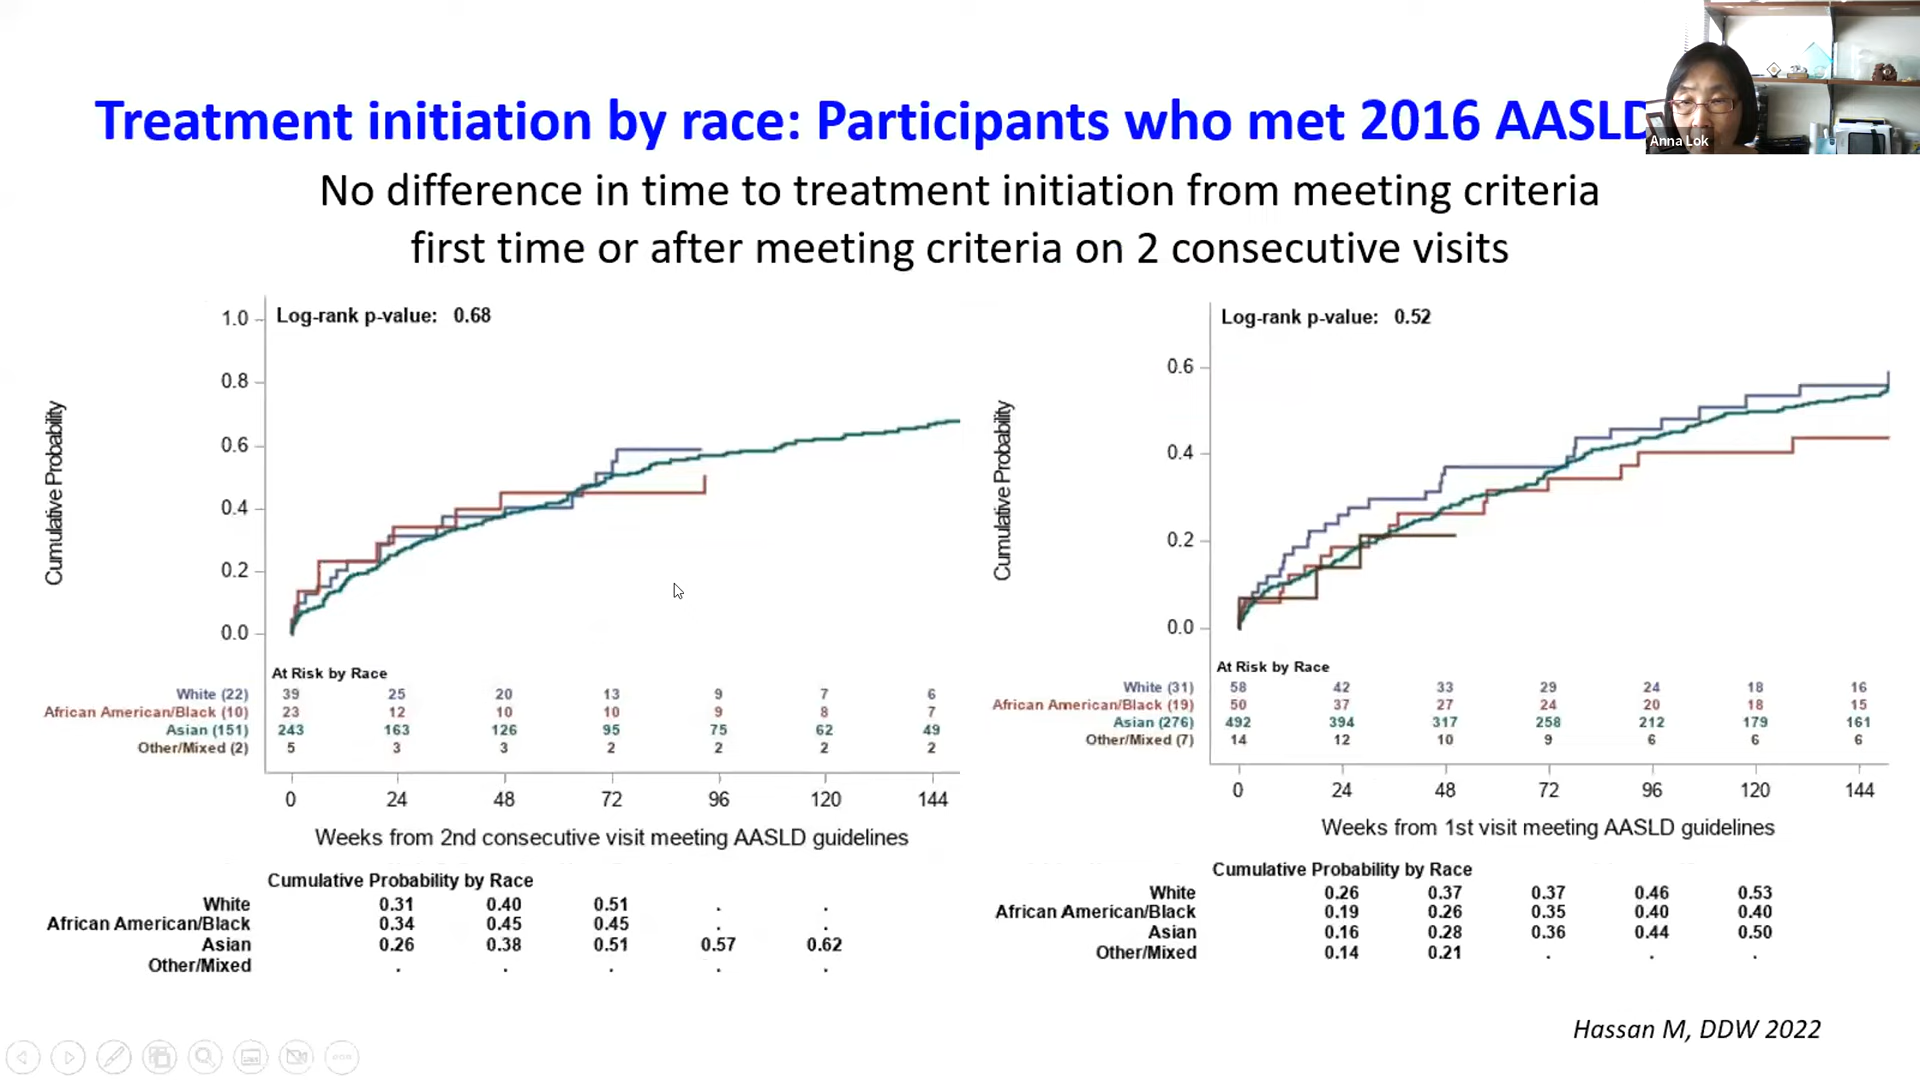 Treatment initiation by race: Participants who met 2016 AASLD
Anna Lok
No difference in time to treatment initiation from meeting criteria
first time or after meeting criteria on 2 consecutive visits
Log-rank p-value: 0.68
Cumulative Probability
1.0
0.8
0.6
0.4
0.2
0.0
At Risk by Race
White (22) 39 25 20 13 9 7 6
African American/Black (10) 23 12 10 10 9 8 7
Asian (151) 243 163 126 95 75 62 49
Other/Mixed (2) 5 3 3 2 2 2 2
0 24 48 72 96 120 144
Weeks from 2nd consecutive visit meeting AASLD guidelines
Cumulative Probability by Race
White 0.31 0.40 0.51 . .
African American/Black 0.34 0.45 0.45 . .
Asian 0.26 0.38 0.51 0.57 0.62
Other/Mixed . . . . .
Log-rank p-value: 0.52
Cumulative Probability
0.6
0.4
0.2
0.0
At Risk by Race
White (31) 58 42 33 29 24 18 16
African American/Black (19) 50 37 27 24 20 18 15
Asian (276) 492 394 317 258 212 179 161
Other/Mixed (7) 14 12 10 9 6 6 6
0 24 48 72 96 120 144
Weeks from 1st visit meeting AASLD guidelines
Cumulative Probability by Race
White 0.26 0.37 0.37 0.46 0.53
African American/Black 0.19 0.26 0.35 0.40 0.40
Asian 0.16 0.28 0.36 0.44 0.50
Other/Mixed 0.14 0.21 . . .
Hassan M, DDW 2022